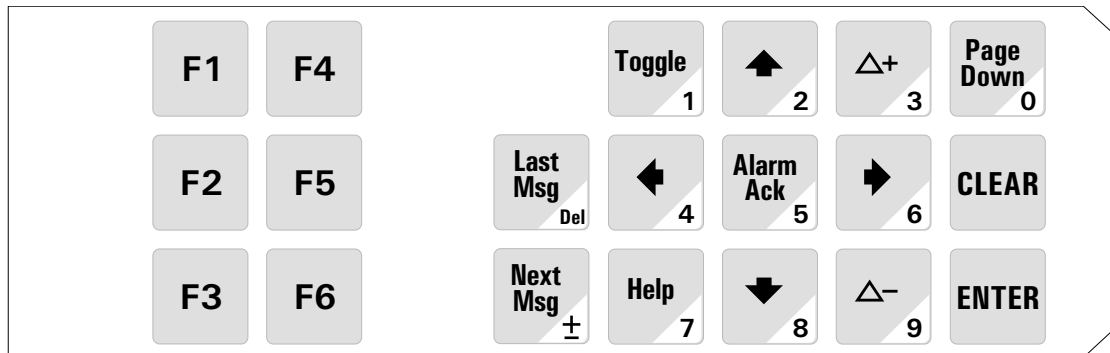 F1
F4
Toggle
1
2
△+
3
Page
Down
0
F2
F5
Last
Msg
Del
4
Alarm
Ack
5
6
CLEAR
F3
F6
Next
Msg
±
Help
7
8
△−
9
ENTER